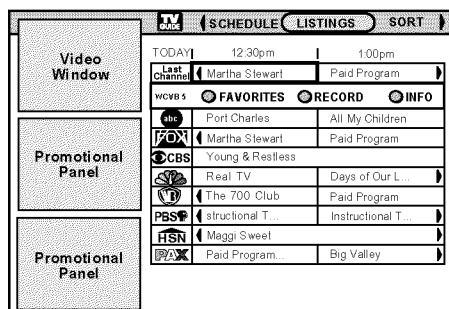 TV GUIDE SCHEDULE LISTINGS SORT
Video Window
TODAY 12:30pm 1:00pm
Last Channel Martha Stewart Paid Program
WCVB 5 FAVORITES RECORD INFO
abc Port Charles All My Children
FOX Martha Stewart Paid Program
Promotional Panel
CBS Young & Restless
Real TV Days of Our L...
WB The 700 Club Paid Program
PBS structional T... Instructional T...
HSN Maggi Sweet
Promotional Panel
PAX Paid Program... Big Valley